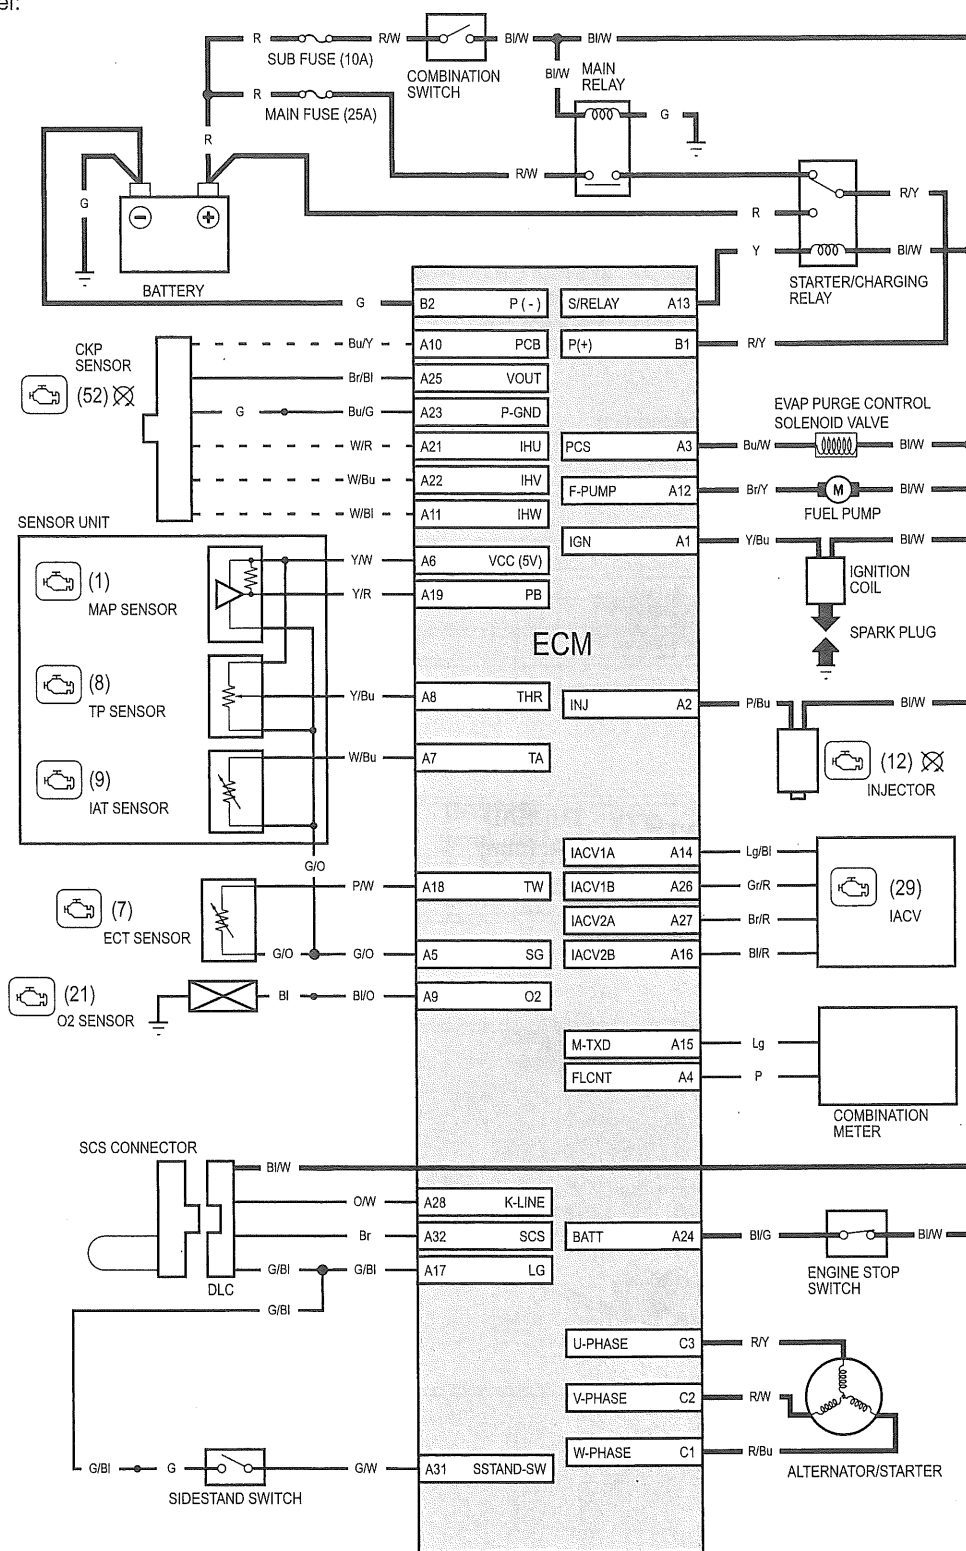 el:
R
SUB FUSE (10A)
R/W
COMBINATION
SWITCH
Bl/W
Bl/W
Bl/W
MAIN
RELAY
R
MAIN FUSE (25A)
G
R
R/W
R/Y
G
R
Y
Bl/W
BATTERY
STARTER/CHARGING
RELAY
G
B2 P ( - )
S/RELAY A13
CKP
SENSOR
(52)
Bu/Y
A10 PCB
P(+) B1
R/Y
Br/Bl
A25 VOUT
G
Bu/G
A23 P-GND
EVAP PURGE CONTROL
SOLENOID VALVE
W/R
A21 IHU
PCS A3
Bu/W
Bl/W
W/Bu
A22 IHV
F-PUMP A12
Br/Y
M
Bl/W
FUEL PUMP
W/Bl
A11 IHW
SENSOR UNIT
IGN A1
Y/Bu
Bl/W
Y/W
A6 VCC (5V)
IGNITION
COIL
(1)
MAP SENSOR
Y/R
A19 PB
ECM
SPARK PLUG
(8)
TP SENSOR
Y/Bu
A8 THR
INJ A2
P/Bu
Bl/W
W/Bu
A7 TA
(12)
INJECTOR
(9)
IAT SENSOR
G/O
IACV1A A14
Lg/Bl
P/W
A18 TW
IACV1B A26
Gr/R
(29)
IACV
(7)
ECT SENSOR
IACV2A A27
Br/R
G/O
G/O
A5 SG
IACV2B A16
Bl/R
(21)
O2 SENSOR
Bl
Bl/O
A9 O2
M-TXD A15
Lg
FLCNT A4
P
COMBINATION
METER
SCS CONNECTOR
Bl/W
O/W
A28 K-LINE
Br
A32 SCS
BATT A24
Bl/G
Bl/W
G/Bl
G/Bl
A17 LG
ENGINE STOP
SWITCH
DLC
G/Bl
U-PHASE C3
R/Y
V-PHASE C2
R/W
W-PHASE C1
R/Bu
ALTERNATOR/STARTER
G/Bl
G
G/W
A31 SSTAND-SW
SIDESTAND SWITCH